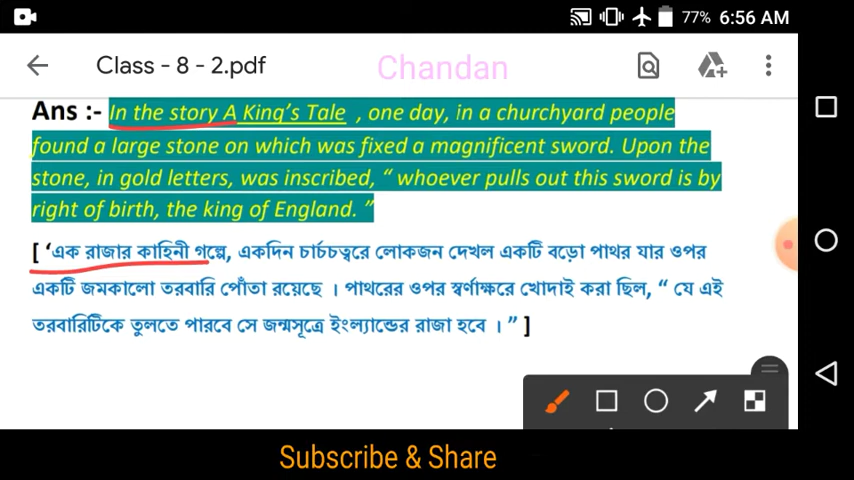 77% 6:56 AM
Class - 8 - 2.pdf
Chandan
Ans :- In the story A King's Tale , one day, in a churchyard people
found a large stone on which was fixed a magnificent sword. Upon the
stone, in gold letters, was inscribed, “ whoever pulls out this sword is by
right of birth, the king of England. ”
[ ‘এক রাজার কাহিনী গল্পে, একদিন চার্চচত্বরে লোকজন দেখল একটি বড়ো পাথর যার ওপর
একটি জমকালো তরবারি পোঁতা রয়েছে । পাথরের ওপর স্বর্ণাক্ষরে খোদাই করা ছিল, “ যে এই
তরবারিটিকে তুলতে পারবে সে জন্মসূত্রে ইংল্যান্ডের রাজা হবে । ” ]
Subscribe & Share